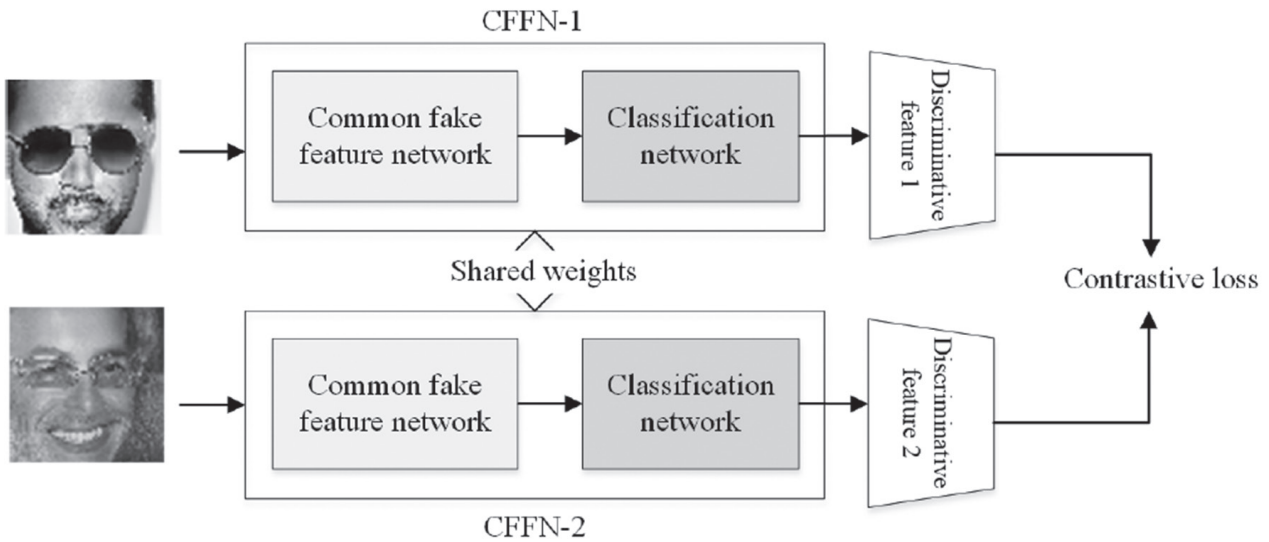 CFFN-1
Common fake
feature network
Classification
network
Discriminative
feature 1
Shared weights
Contrastive loss
Common fake
feature network
Classification
network
Discriminative
feature 2
CFFN-2